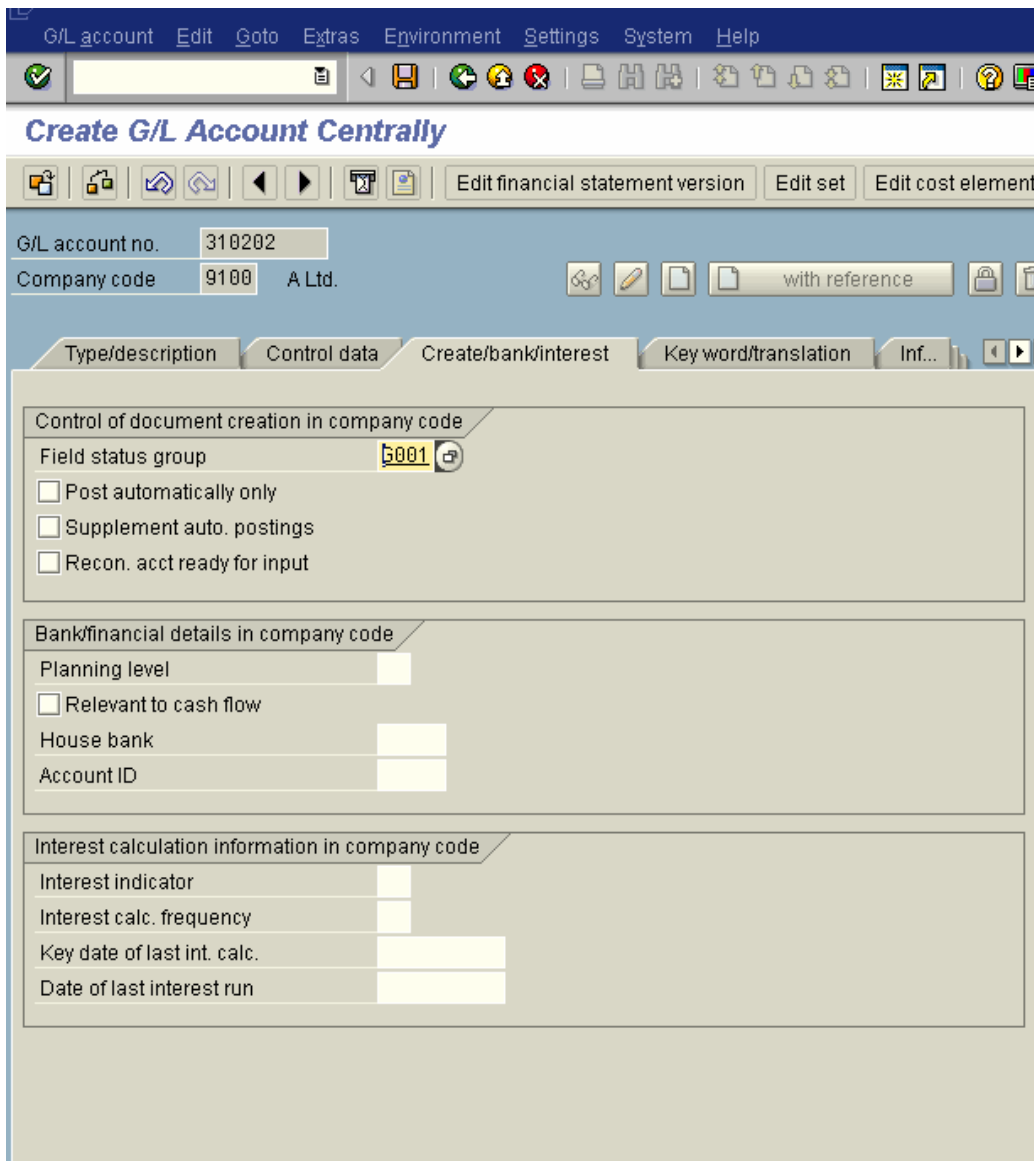 G/L account Edit Goto Extras Environment Settings System Help
Create G/L Account Centrally
Edit financial statement version Edit set Edit cost element
G/L account no. 310202
Company code 9100 A Ltd. with reference
Type/description Control data Create/bank/interest Key word/translation Inf...
Control of document creation in company code
Field status group G001
Post automatically only
Supplement auto. postings
Recon. acct ready for input
Bank/financial details in company code
Planning level
Relevant to cash flow
House bank
Account ID
Interest calculation information in company code
Interest indicator
Interest calc. frequency
Key date of last int. calc.
Date of last interest run